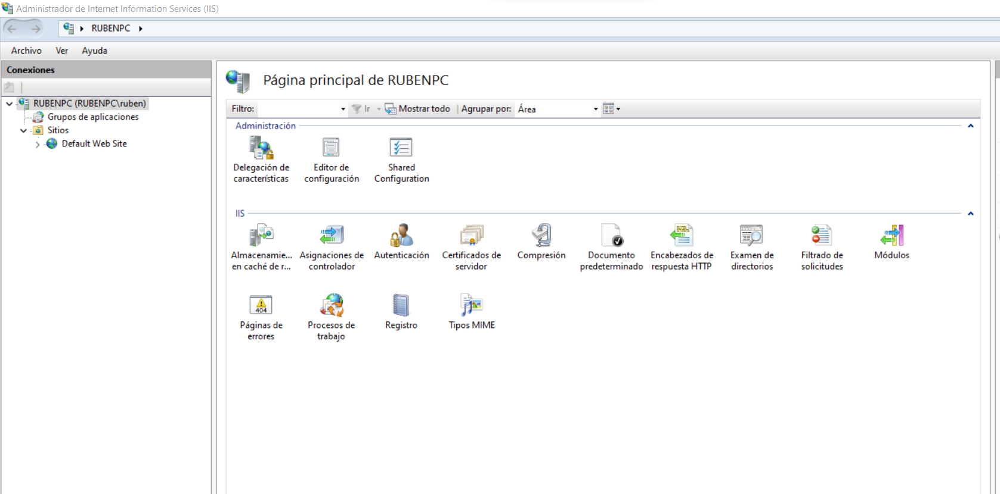 Administrador de Internet Information Services (IIS)
RUBENPC
Archivo Ver Ayuda
Conexiones
RUBENPC (RUBENPC\ruben)
Grupos de aplicaciones
Sitios
Default Web Site
Página principal de RUBENPC
Filtro: Ir Mostrar todo Agrupar por: Área
Administración
Delegación de características
Editor de configuración
Shared Configuration
IIS
Almacenamie... en caché de r...
Asignaciones de controlador
Autenticación
Certificados de servidor
Compresión
Documento predeterminado
Encabezados de respuesta HTTP
Examen de directorios
Filtrado de solicitudes
Módulos
404
Páginas de errores
Procesos de trabajo
Registro
Tipos MIME